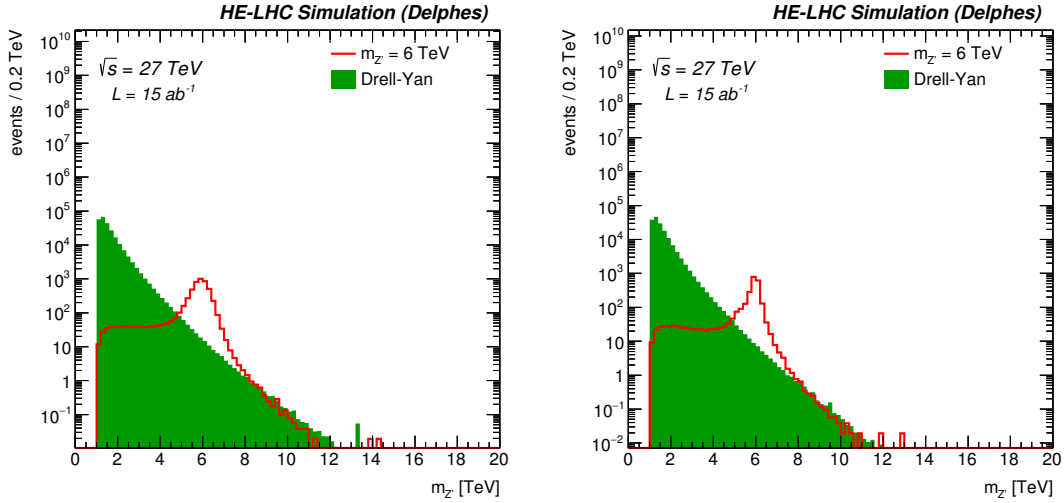 HE-LHC Simulation (Delphes)
events / 0.2 TeV
10¹⁰
10⁹
10⁸
10⁷
10⁶
10⁵
10⁴
10³
10²
10
1
10⁻¹
√s = 27 TeV
L = 15 ab⁻¹
m_Z' = 6 TeV
Drell-Yan
0 2 4 6 8 10 12 14 16 18 20
m_Z' [TeV]
HE-LHC Simulation (Delphes)
events / 0.2 TeV
10¹⁰
10⁹
10⁸
10⁷
10⁶
10⁵
10⁴
10³
10²
10
1
10⁻¹
10⁻²
√s = 27 TeV
L = 15 ab⁻¹
m_Z' = 6 TeV
Drell-Yan
0 2 4 6 8 10 12 14 16 18 20
m_Z' [TeV]